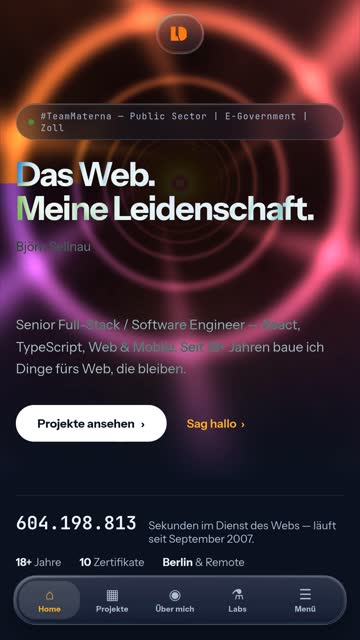 #TeamMaterna — Public Sector | E-Government |
Zoll
Das Web.
Meine Leidenschaft.
Björn Sellnau
Senior Full-Stack / Software Engineer — React,
TypeScript, Web & Mobile. Seit 18+ Jahren baue ich
Dinge fürs Web, die bleiben.
Projekte ansehen ›
Sag hallo ›
604.198.813 Sekunden im Dienst des Webs — läuft
seit September 2007.
18+ Jahre 10 Zertifikate Berlin & Remote
Home Projekte Über mich Labs Menü